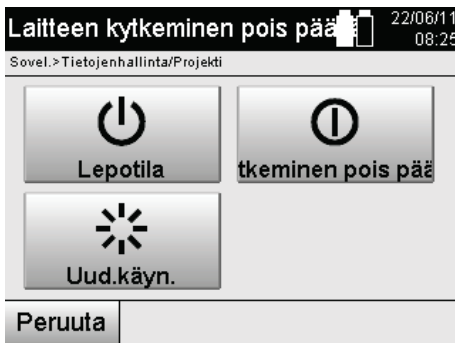 Laitteen kytkeminen pois pää
22/06/11
08:25
Sovel.>Tietojenhallinta/Projekti
Lepotila
tkeminen pois pää
Uud.käyn.
Peruuta